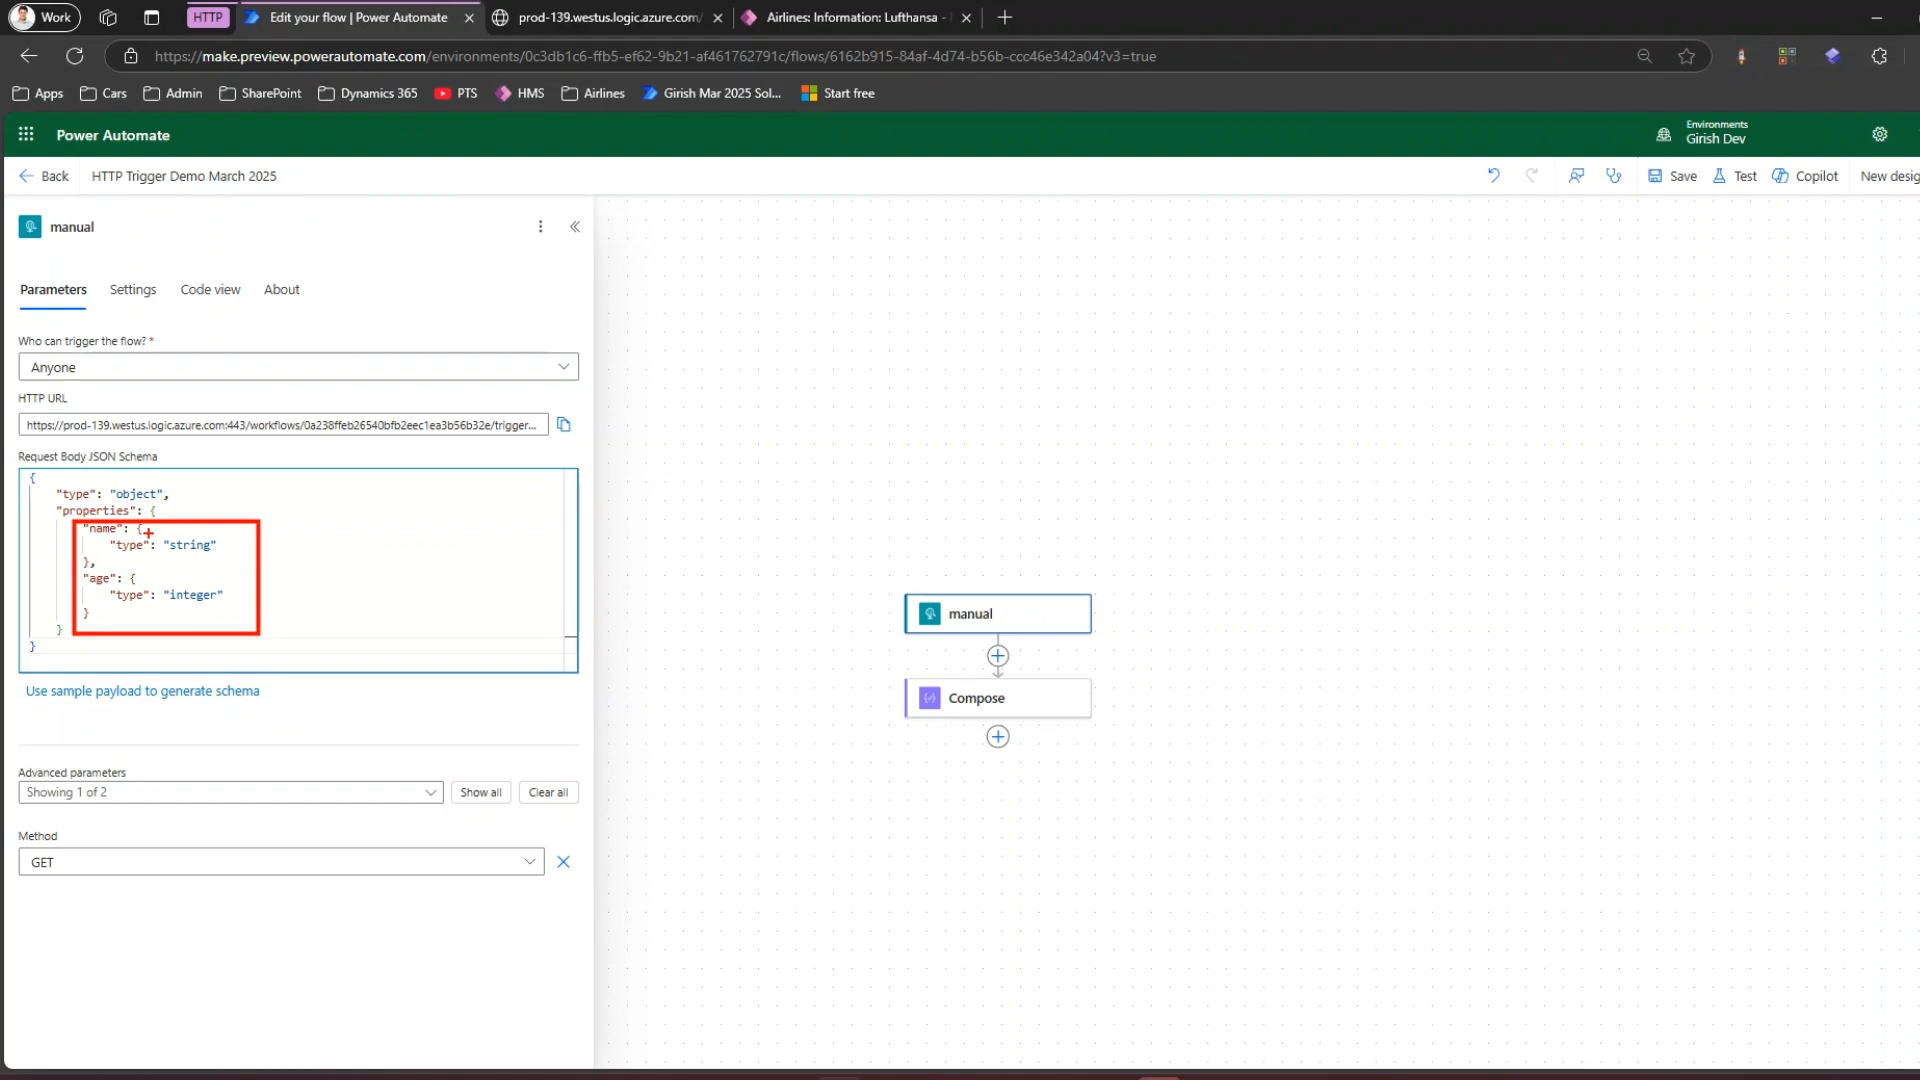 Work
HTTP
Edit your flow | Power Automate
prod-139.westus.logic.azure.com/
Airlines: Information: Lufthansa -
https://make.preview.powerautomate.com/environments/0c3db1c6-ffb5-ef62-9b21-af461762791c/flows/6162b915-84af-4d74-b56b-ccc46e342a04?v3=true
Apps
Cars
Admin
SharePoint
Dynamics 365
PTS
HMS
Airlines
Girish Mar 2025 Sol...
Start free
Power Automate
Environments
Girish Dev
Back
HTTP Trigger Demo March 2025
Save
Test
Copilot
New desig
manual
Parameters
Settings
Code view
About
Who can trigger the flow? *
Anyone
HTTP URL
https://prod-139.westus.logic.azure.com:443/workflows/0a238ffeb26540bfb2eec1ea3b56b32e/trigger...
Request Body JSON Schema
{
"type": "object",
"properties": {
"name": {
"type": "string"
},
"age": {
"type": "integer"
}
}
}
Use sample payload to generate schema
Advanced parameters
Showing 1 of 2
Show all
Clear all
Method
GET
manual
Compose